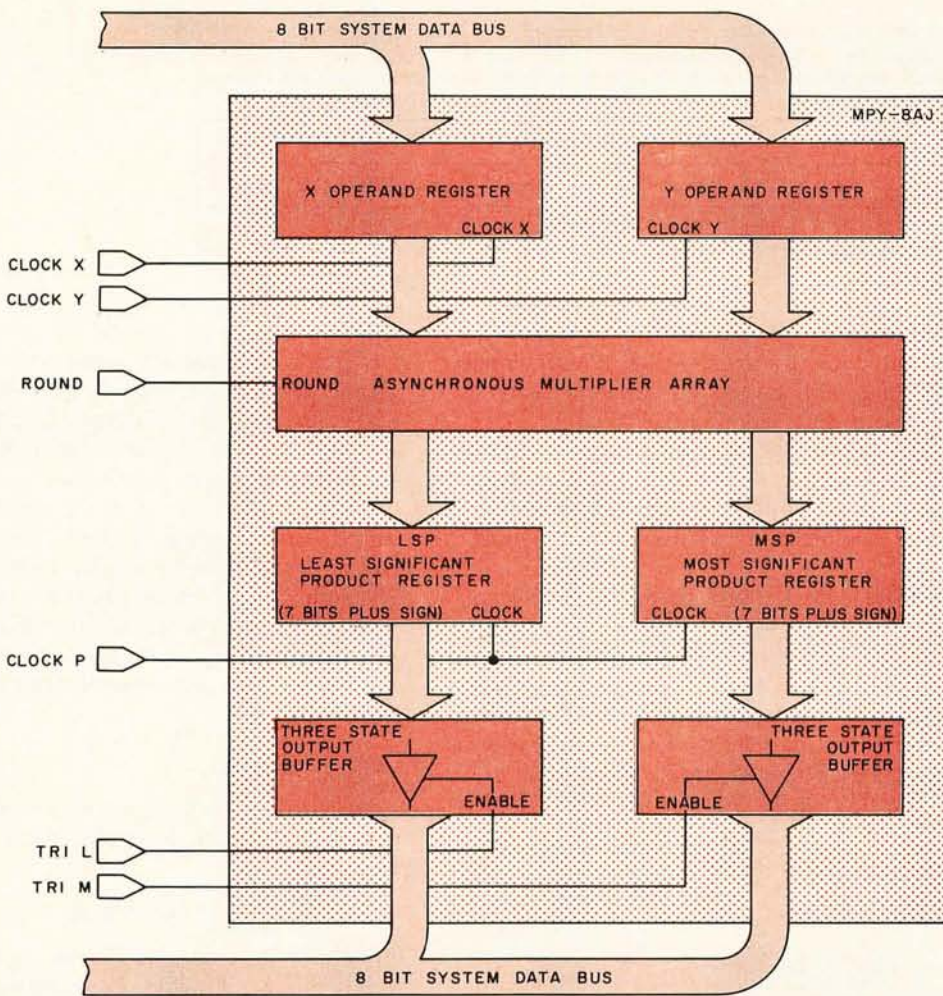 8 BIT SYSTEM DATA BUS
MPY-8AJ
X OPERAND REGISTER
CLOCK X
Y OPERAND REGISTER
CLOCK Y
CLOCK X
CLOCK Y
ROUND
ROUND ASYNCHRONOUS MULTIPLIER ARRAY
LSP
LEAST SIGNIFICANT
PRODUCT REGISTER
(7 BITS PLUS SIGN) CLOCK
MSP
MOST SIGNIFICANT
PRODUCT REGISTER
CLOCK (7 BITS PLUS SIGN)
CLOCK P
THREE STATE
OUTPUT
BUFFER
ENABLE
THREE STATE
OUTPUT
BUFFER
ENABLE
TRI L
TRI M
8 BIT SYSTEM DATA BUS